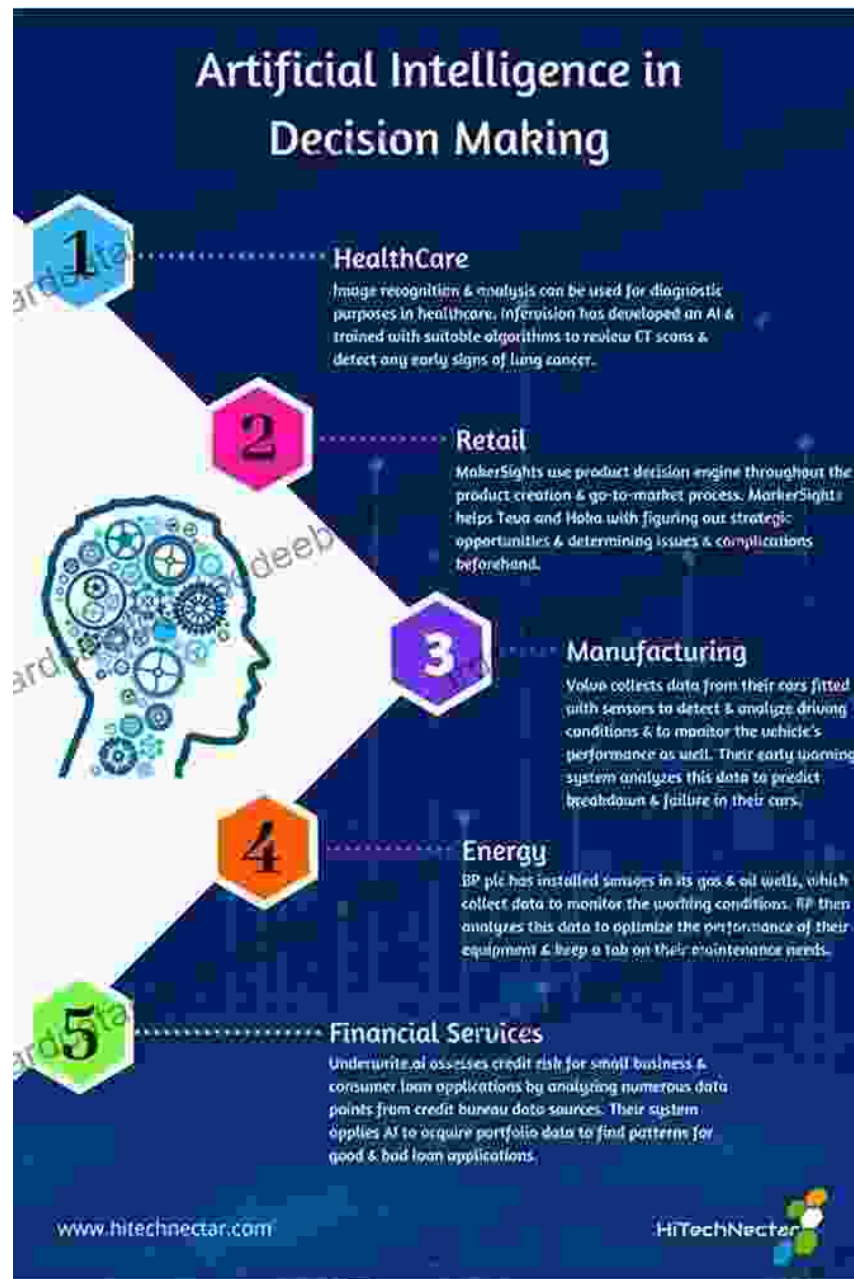 Artificial Intelligence in
Decision Making
1
HealthCare
Image recognition & analysis can be used for diagnostic
purposes in healthcare. Infervision has developed an AI &
trained with suitable algorithms to review CT scans &
detect any early signs of lung cancer.
2
Retail
MakerSights use product decision engine throughout the
product creation & go-to-market process. MarkerSights
helps Teva and Hoka with figuring out strategic
opportunities & determining issues & complications
beforehand.
3
Manufacturing
Volvo collects data from their cars fitted
with sensors to detect & analyze driving
conditions & to monitor the vehicle's
performance as well. Their early warning
system analyzes this data to predict
breakdown & failure in their cars.
4
Energy
BP plc has installed sensors in its gas & oil wells, which
collect data to monitor the working conditions. BP then
analyzes this data to optimize the performance of their
equipment & keep a tab on their maintenance needs.
5
Financial Services
Underwrite.ai assesses credit risk for small business &
consumer loan applications by analyzing numerous data
points from credit bureau data sources. Their system
applies AI to acquire portfolio data to find patterns for
good & bad loan applications.
www.hitechnectar.com
HiTechNectar